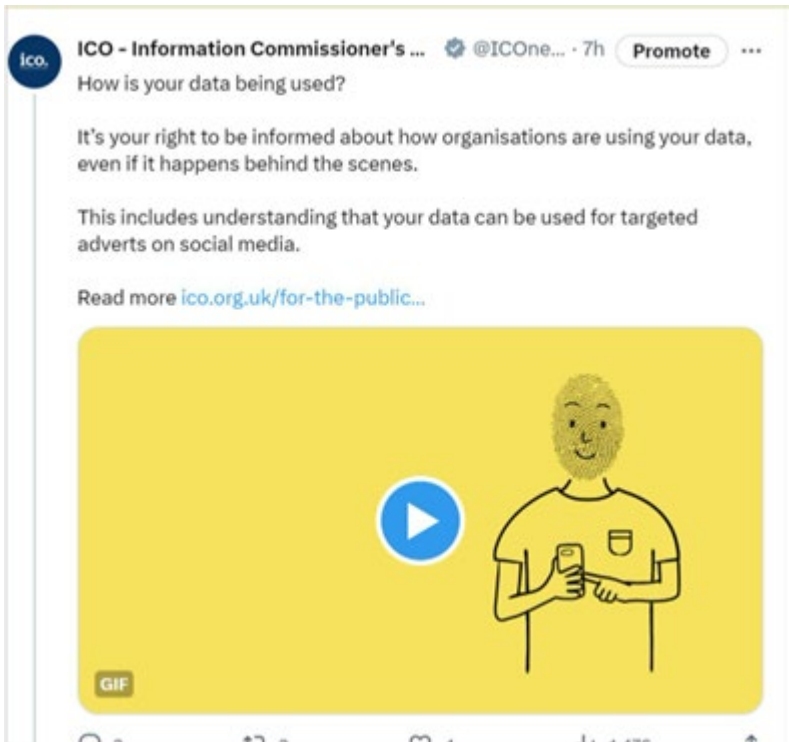 ico.
ICO - Information Commissioner's ... @ICOne... · 7h Promote ...
How is your data being used?
It's your right to be informed about how organisations are using your data,
even if it happens behind the scenes.
This includes understanding that your data can be used for targeted
adverts on social media.
Read more ico.org.uk/for-the-public...
GIF